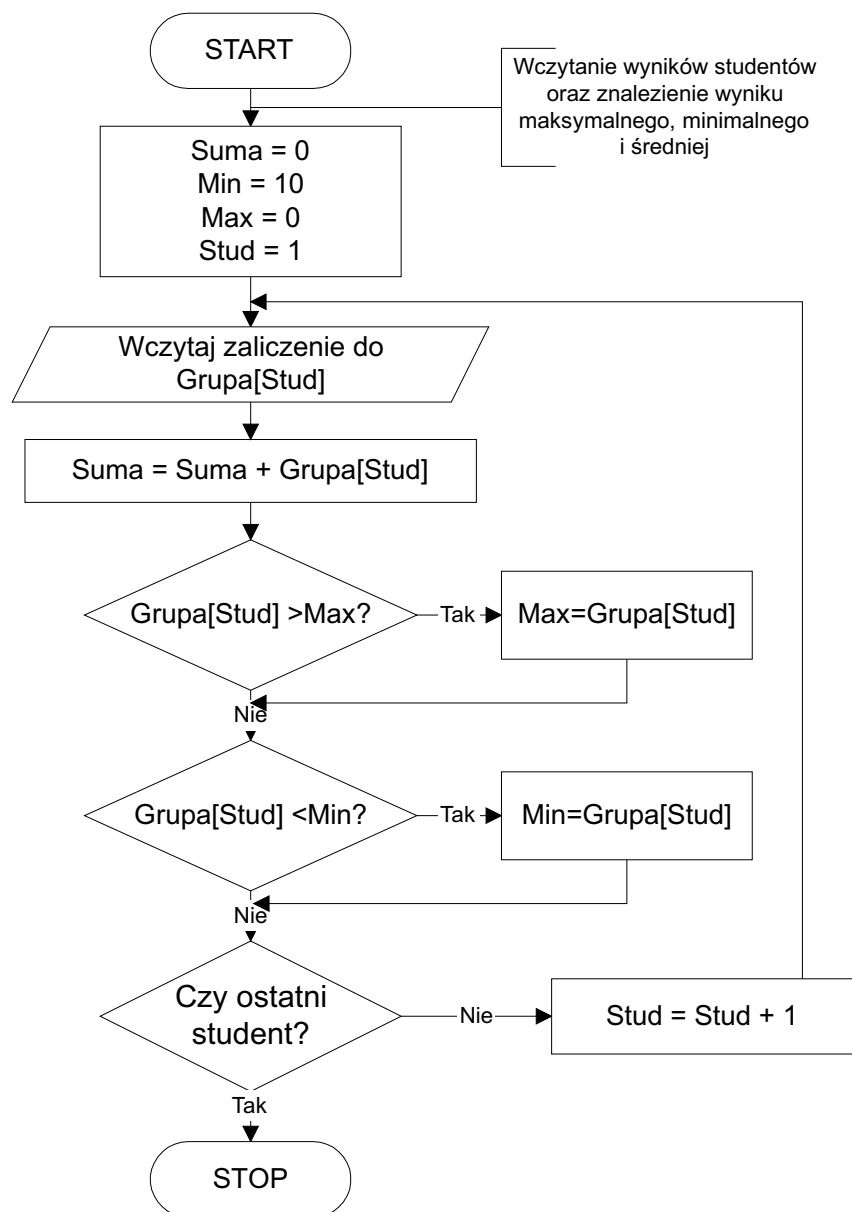 START
Wczytanie wyników studentów
oraz znalezienie wyniku
maksymalnego, minimalnego
i średniej
Suma = 0
Min = 10
Max = 0
Stud = 1
Wczytaj zaliczenie do
Grupa[Stud]
Suma = Suma + Grupa[Stud]
Grupa[Stud] >Max?
Tak
Max=Grupa[Stud]
Nie
Grupa[Stud] <Min?
Tak
Min=Grupa[Stud]
Nie
Czy ostatni
student?
Nie
Stud = Stud + 1
Tak
STOP